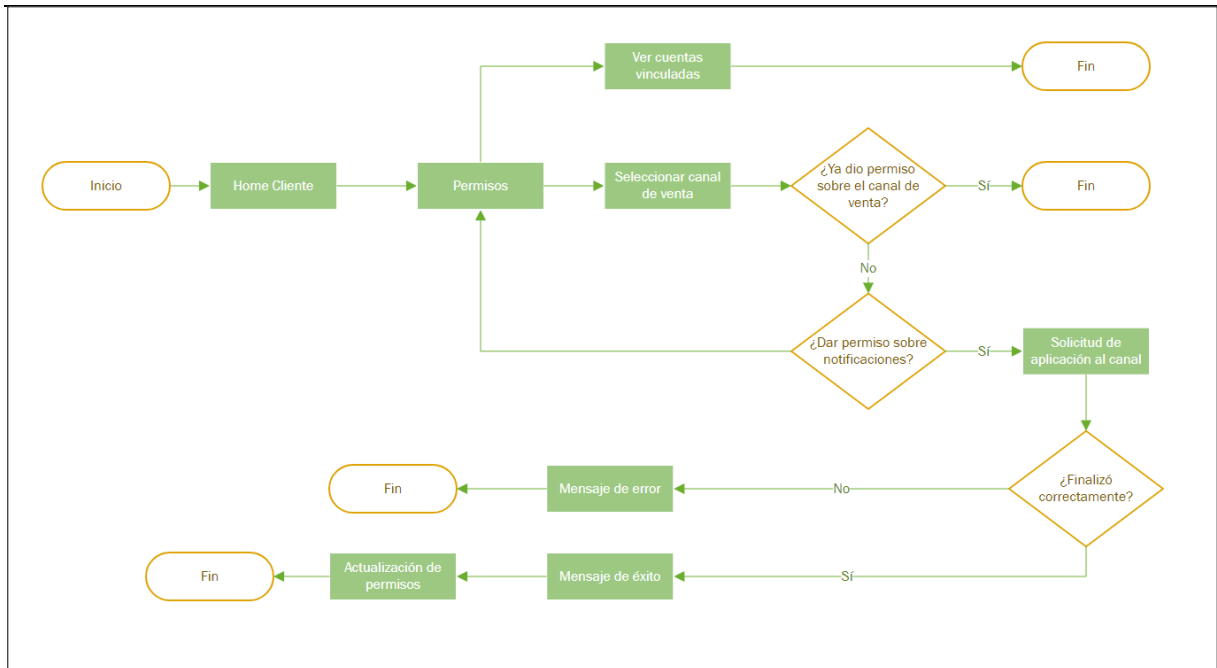 Ver cuentas
vinculadas
Fin
Inicio
Home Cliente
Permisos
Seleccionar canal
de venta
¿Ya dio permiso
sobre el canal de
venta?
Sí
Fin
No
¿Dar permiso sobre
notificaciones?
Sí
Solicitud de
aplicación al canal
¿Finalizó
correctamente?
No
Mensaje de error
Fin
Sí
Mensaje de éxito
Actualización de
permisos
Fin